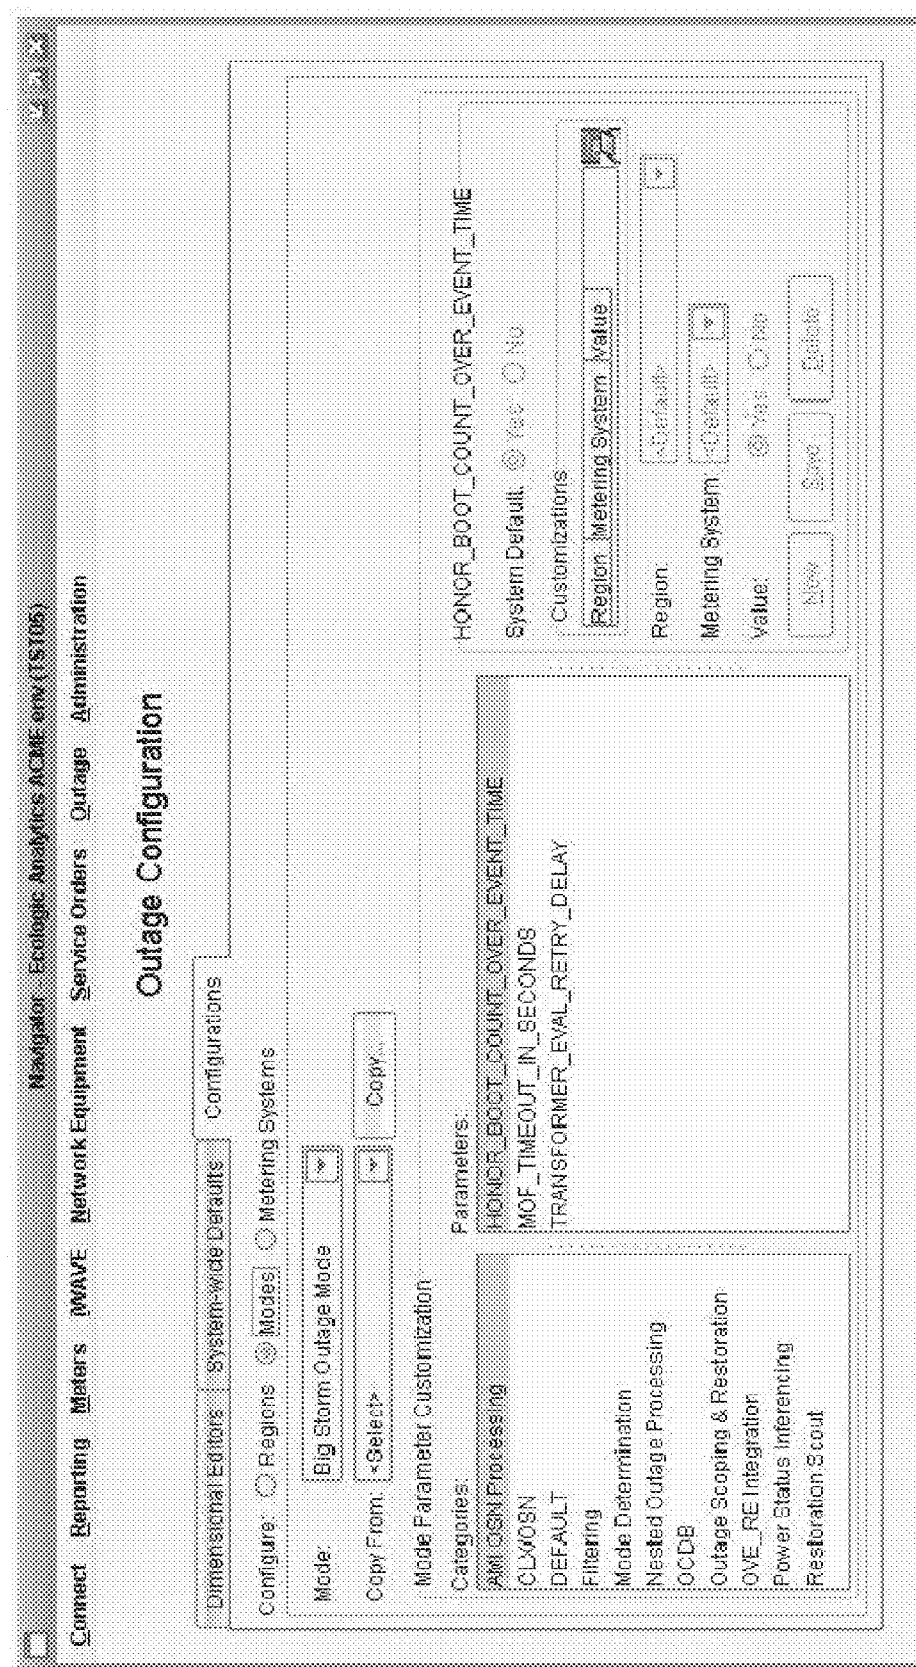 Navigator - Ecologic Analytics ACME env (TST05)
Connect Reporting Meters iWAVE Network Equipment Service Orders Outage Administration
Outage Configuration
Dimensional Editors System-wide Defaults Configurations
Configure: Regions Modes Metering Systems
Mode: Big Storm Outage Mode
Copy From: <Select> Copy...
Mode Parameter Customization
Categories:
AMI O/SN Processing
CLX/OSN
DEFAULT
Filtering
Mode Determination
Nested Outage Processing
OCDB
Outage Scoping & Restoration
OVE_RE Integration
Power Status Inferencing
Restoration Scout
Parameters:
HONOR_BOOT_COUNT_OVER_EVENT_TIME
MOF_TIMEOUT_IN_SECONDS
TRANSFORMER_EVAL_RETRY_DELAY
HONOR_BOOT_COUNT_OVER_EVENT_TIME
System Default: Yes No
Customizations
Region Metering System Value
Region: <Default>
Metering System: <Default>
Value: Yes No
New Save Delete